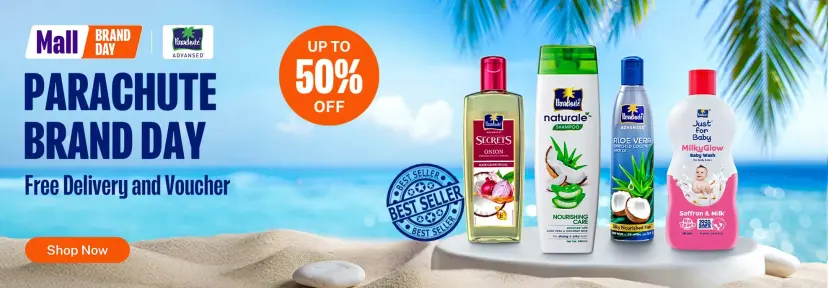 Mall
BRAND
DAY
Parachute
ADVANSED
PARACHUTE
BRAND DAY
Free Delivery and Voucher
Shop Now
UP TO
50%
OFF
BEST SELLER
BEST SELLER
BEST SELLER
Parachute
ADVANSED
SECRETS
ONION
Parachute
naturale
SHAMPOO
NOURISHING
CARE
Parachute
ADVANSED
ALOE VERA
Parachute
Just
for
Baby
MilkyGlow
Baby Wash
Saffron & Milk